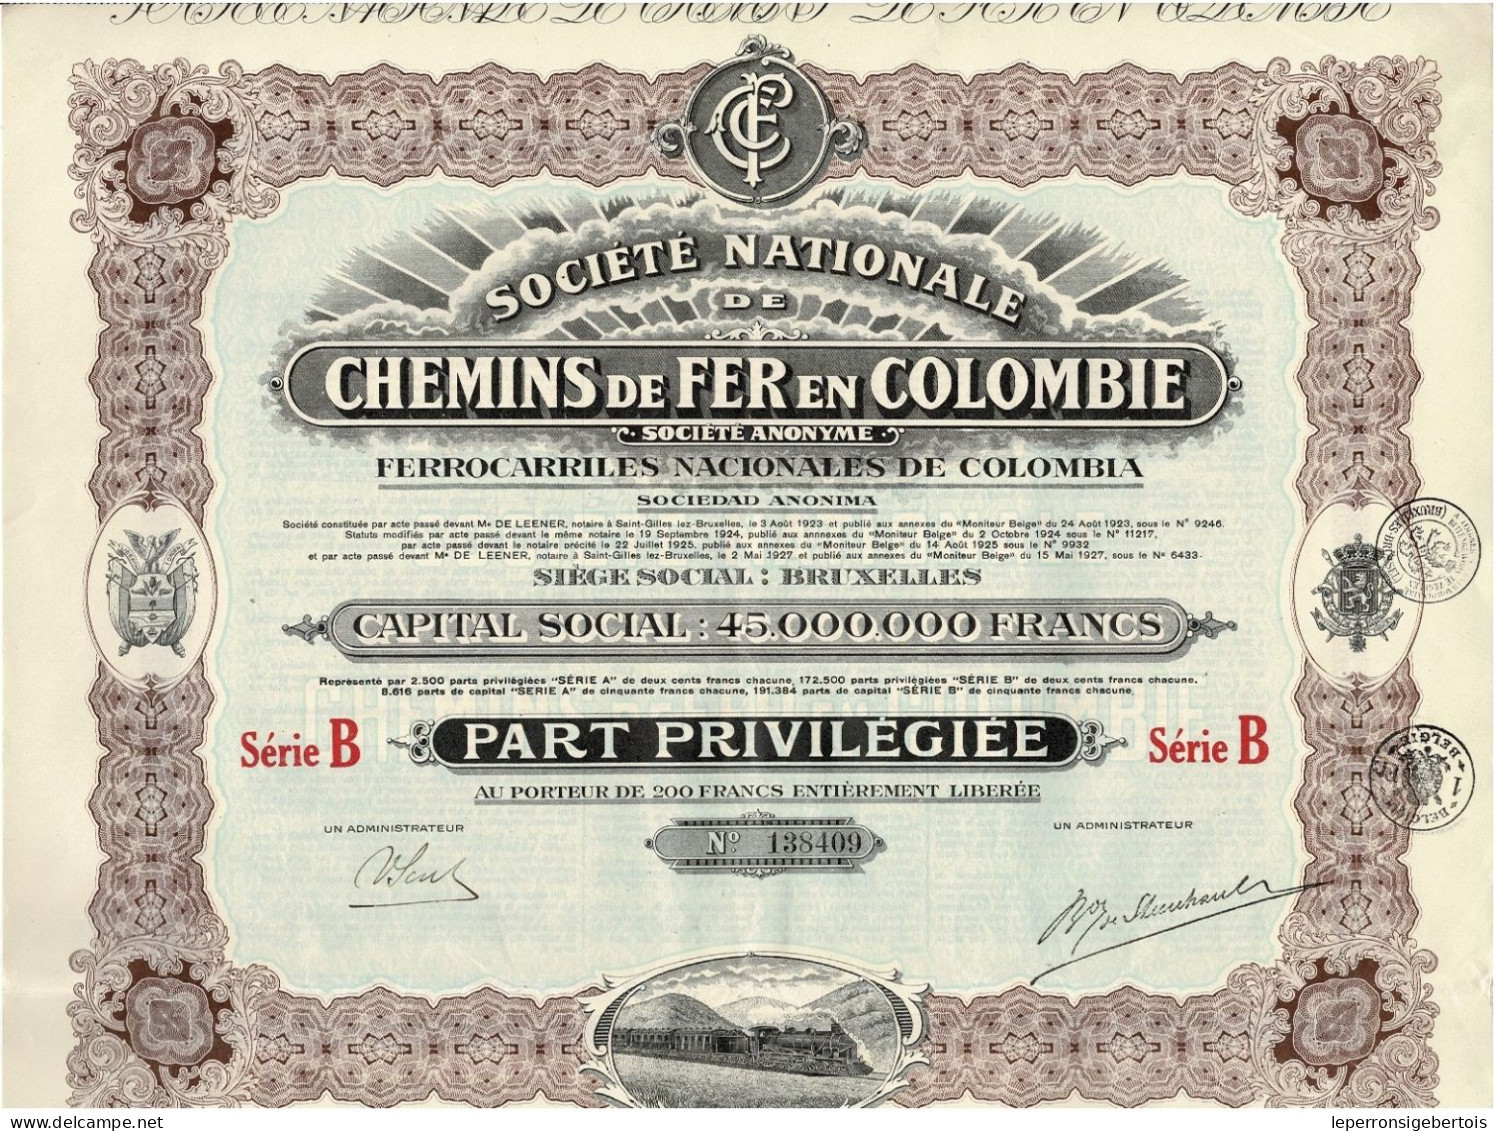 SOCIÉTÉ NATIONALE
DE
CHEMINS DE FER EN COLOMBIE
SOCIÉTÉ ANONYME
FERROCARRILES NACIONALES DE COLOMBIA
SOCIEDAD ANONIMA
Société constituée par acte passé devant Me DE LEENER, notaire à Saint-Gilles lez-Bruxelles, le 3 Août 1923 et publié aux annexes du "Moniteur Belge" du 24 Août 1923, sous le N° 9246.
Statuts modifiés par acte passé devant le même notaire le 19 Septembre 1924, publié aux annnexes du "Moniteur Belge" du 2 Octobre 1924 sous le N° 11217,
par acte passé devant le notaire précité le 22 Juillet 1925, publié aux annexes du "Moniteur Belge" du 14 Août 1925 sous le N° 9932
et par acte passé devant Me DE LEENER, notaire à Saint-Gilles lez-Bruxelles, le 2 Mai 1927 et publié aux annexes du "Moniteur Belge" du 15 Mai 1927, sous le N° 6433.
SIÈGE SOCIAL : BRUXELLES
CAPITAL SOCIAL : 45.000.000 FRANCS
Représenté par 2.500 parts privilégiées "SÉRIE A" de deux cents francs chacune, 172.500 parts privilégiées "SÉRIE B" de deux cents francs chacune.
8.616 parts de capital "SERIE A" de cinquante francs chacune, 191.384 parts de capital "SÉRIE B" de cinquante francs chacune.
Série B
PART PRIVILÉGIÉE
Série B
AU PORTEUR DE 200 FRANCS ENTIÈREMENT LIBERÉE
UN ADMINISTRATEUR
N° 138409
UN ADMINISTRATEUR
BELGIE
1
BELGI
delcampe.net
leperronsigebertois